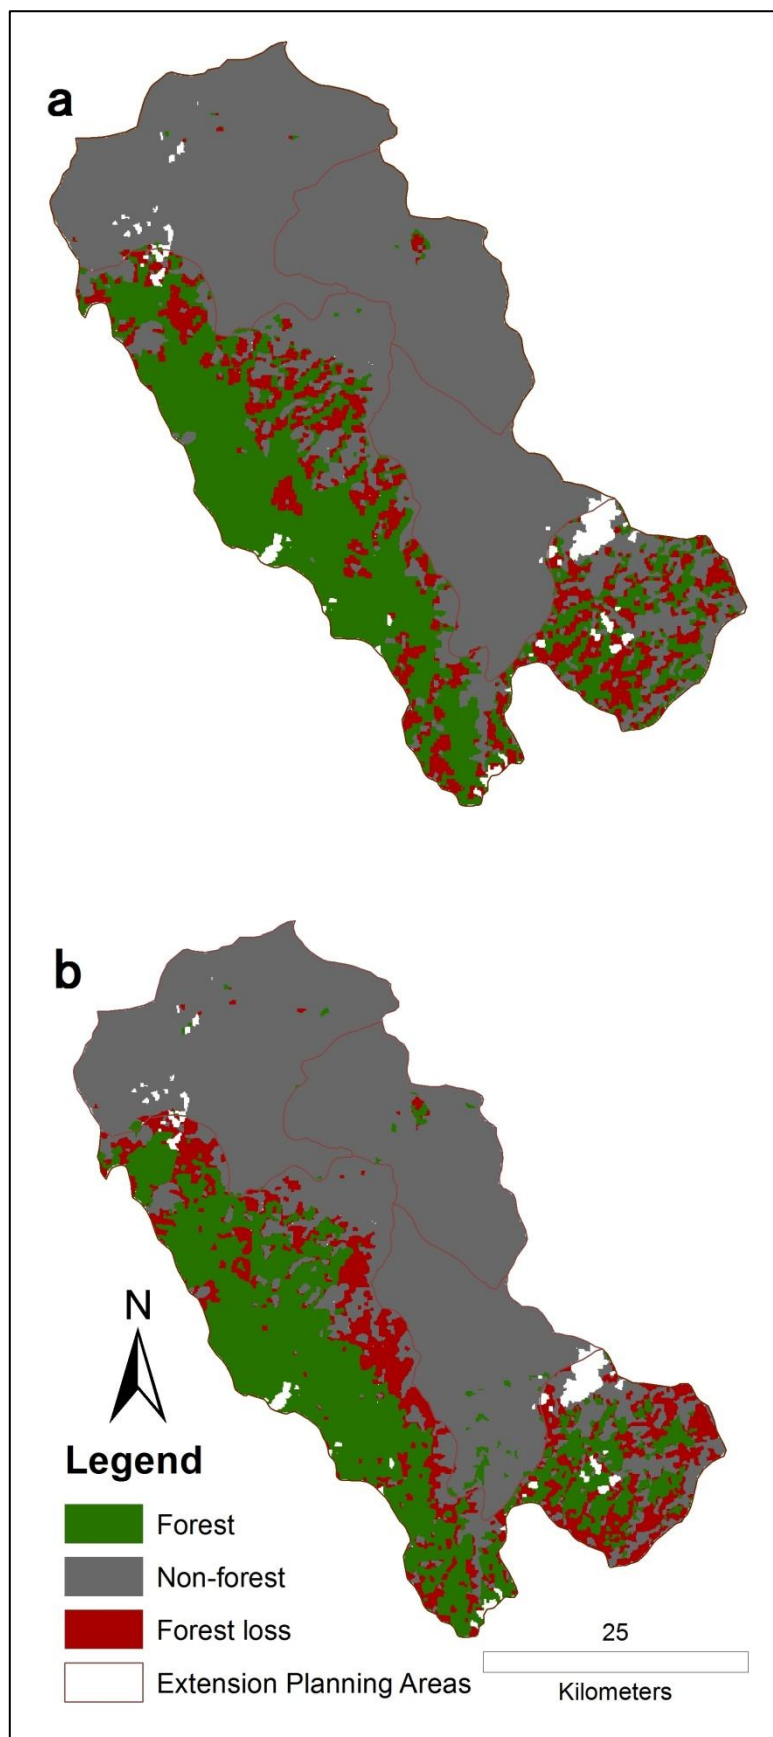 a
b
N
Legend
Forest
Non-forest
Forest loss
Extension Planning Areas
25
Kilometers